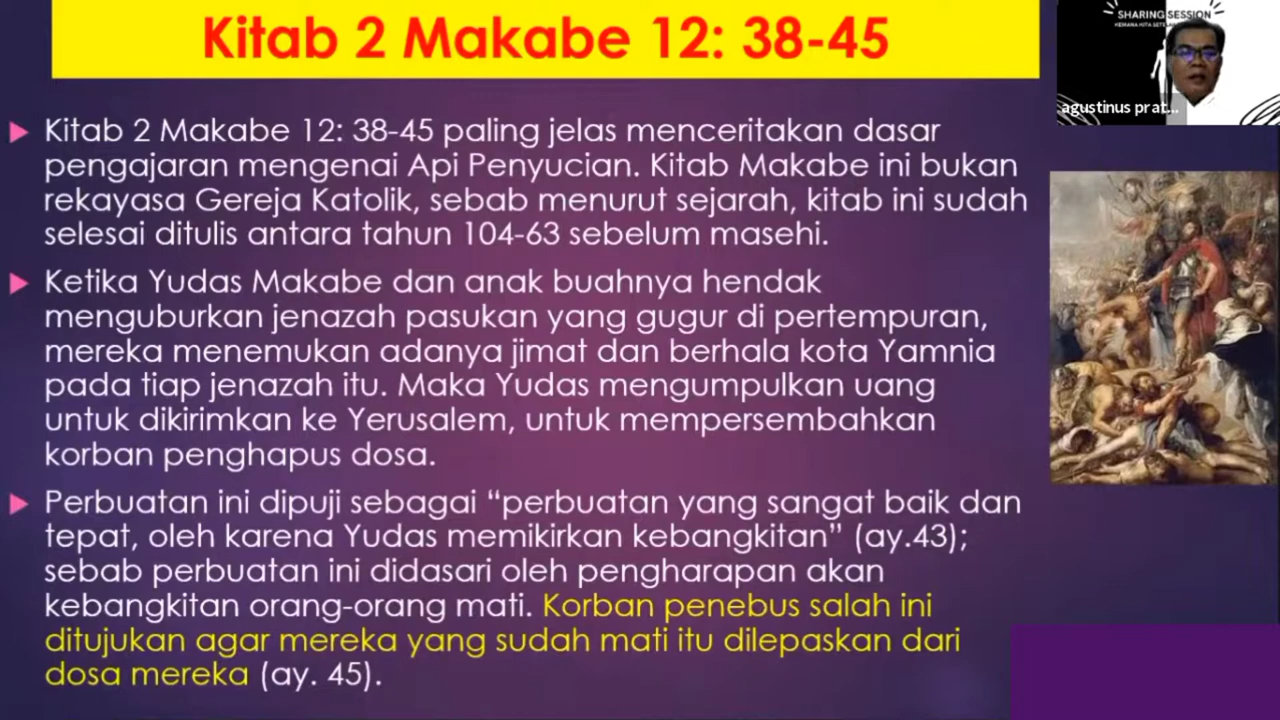 Kitab 2 Makabe 12: 38-45
SHARING SESSION
agustinus prat...
Kitab 2 Makabe 12: 38-45 paling jelas menceritakan dasar
pengajaran mengenai Api Penyucian. Kitab Makabe ini bukan
rekayasa Gereja Katolik, sebab menurut sejarah, kitab ini sudah
selesai ditulis antara tahun 104-63 sebelum masehi.
Ketika Yudas Makabe dan anak buahnya hendak
menguburkan jenazah pasukan yang gugur di pertempuran,
mereka menemukan adanya jimat dan berhala kota Yamnia
pada tiap jenazah itu. Maka Yudas mengumpulkan uang
untuk dikirimkan ke Yerusalem, untuk mempersembahkan
korban penghapus dosa.
Perbuatan ini dipuji sebagai “perbuatan yang sangat baik dan
tepat, oleh karena Yudas memikirkan kebangkitan” (ay.43);
sebab perbuatan ini didasari oleh pengharapan akan
kebangkitan orang-orang mati. Korban penebus salah ini
ditujukan agar mereka yang sudah mati itu dilepaskan dari
dosa mereka (ay. 45).